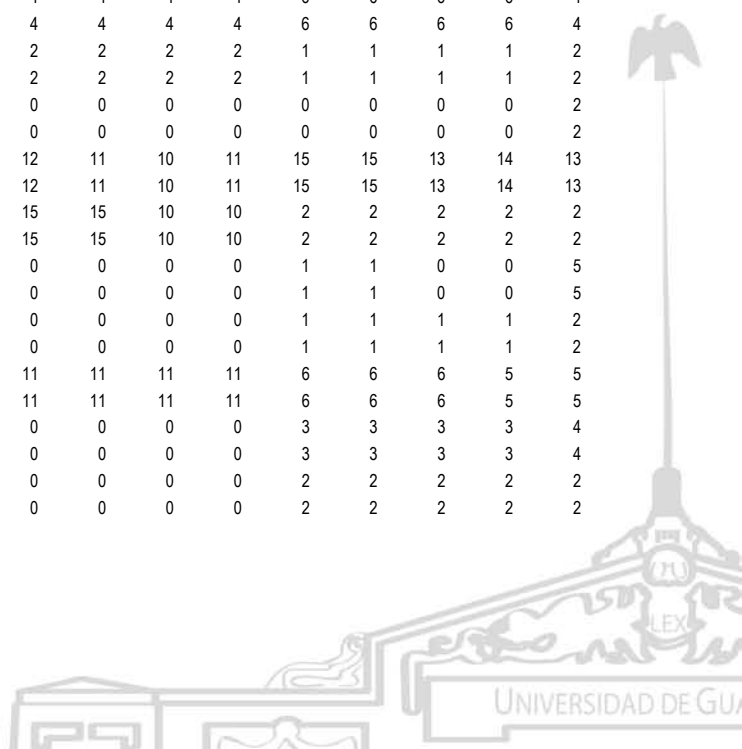 4 4 4 4 6 6 6 6 4
2 2 2 2 1 1 1 1 2
2 2 2 2 1 1 1 1 2
0 0 0 0 0 0 0 0 2
0 0 0 0 0 0 0 0 2
12 11 10 11 15 15 13 14 13
12 11 10 11 15 15 13 14 13
15 15 10 10 2 2 2 2 2
15 15 10 10 2 2 2 2 2
0 0 0 0 1 1 0 0 5
0 0 0 0 1 1 0 0 5
0 0 0 0 1 1 1 1 2
0 0 0 0 1 1 1 1 2
11 11 11 11 6 6 6 5 5
11 11 11 11 6 6 6 5 5
0 0 0 0 3 3 3 3 4
0 0 0 0 3 3 3 3 4
0 0 0 0 2 2 2 2 2
0 0 0 0 2 2 2 2 2
LEX
UNIVERSIDAD DE GUA